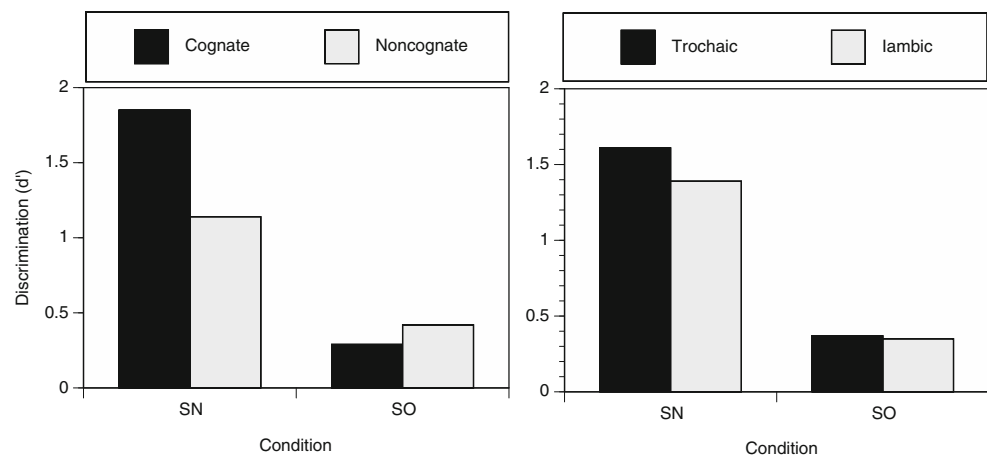 Cognate Noncognate
2
1.5
1
0.5
0
Discrimination (d')
SN SO
Condition
Trochaic Iambic
2
1.5
1
0.5
0
SN SO
Condition